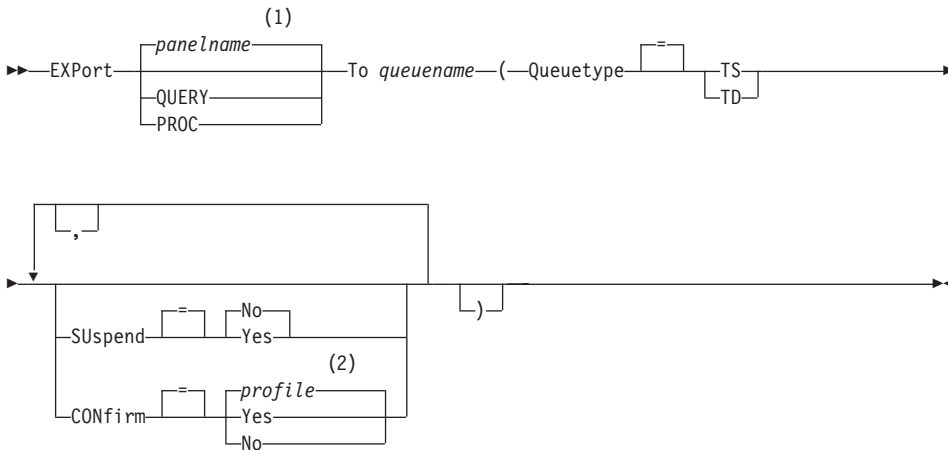 (1)
panelname
EXPort To queuename ( Queuetype = TS
QUERY TD
PROC
,
)
SUspend = No
Yes
(2)
CONfirm = profile
Yes
No